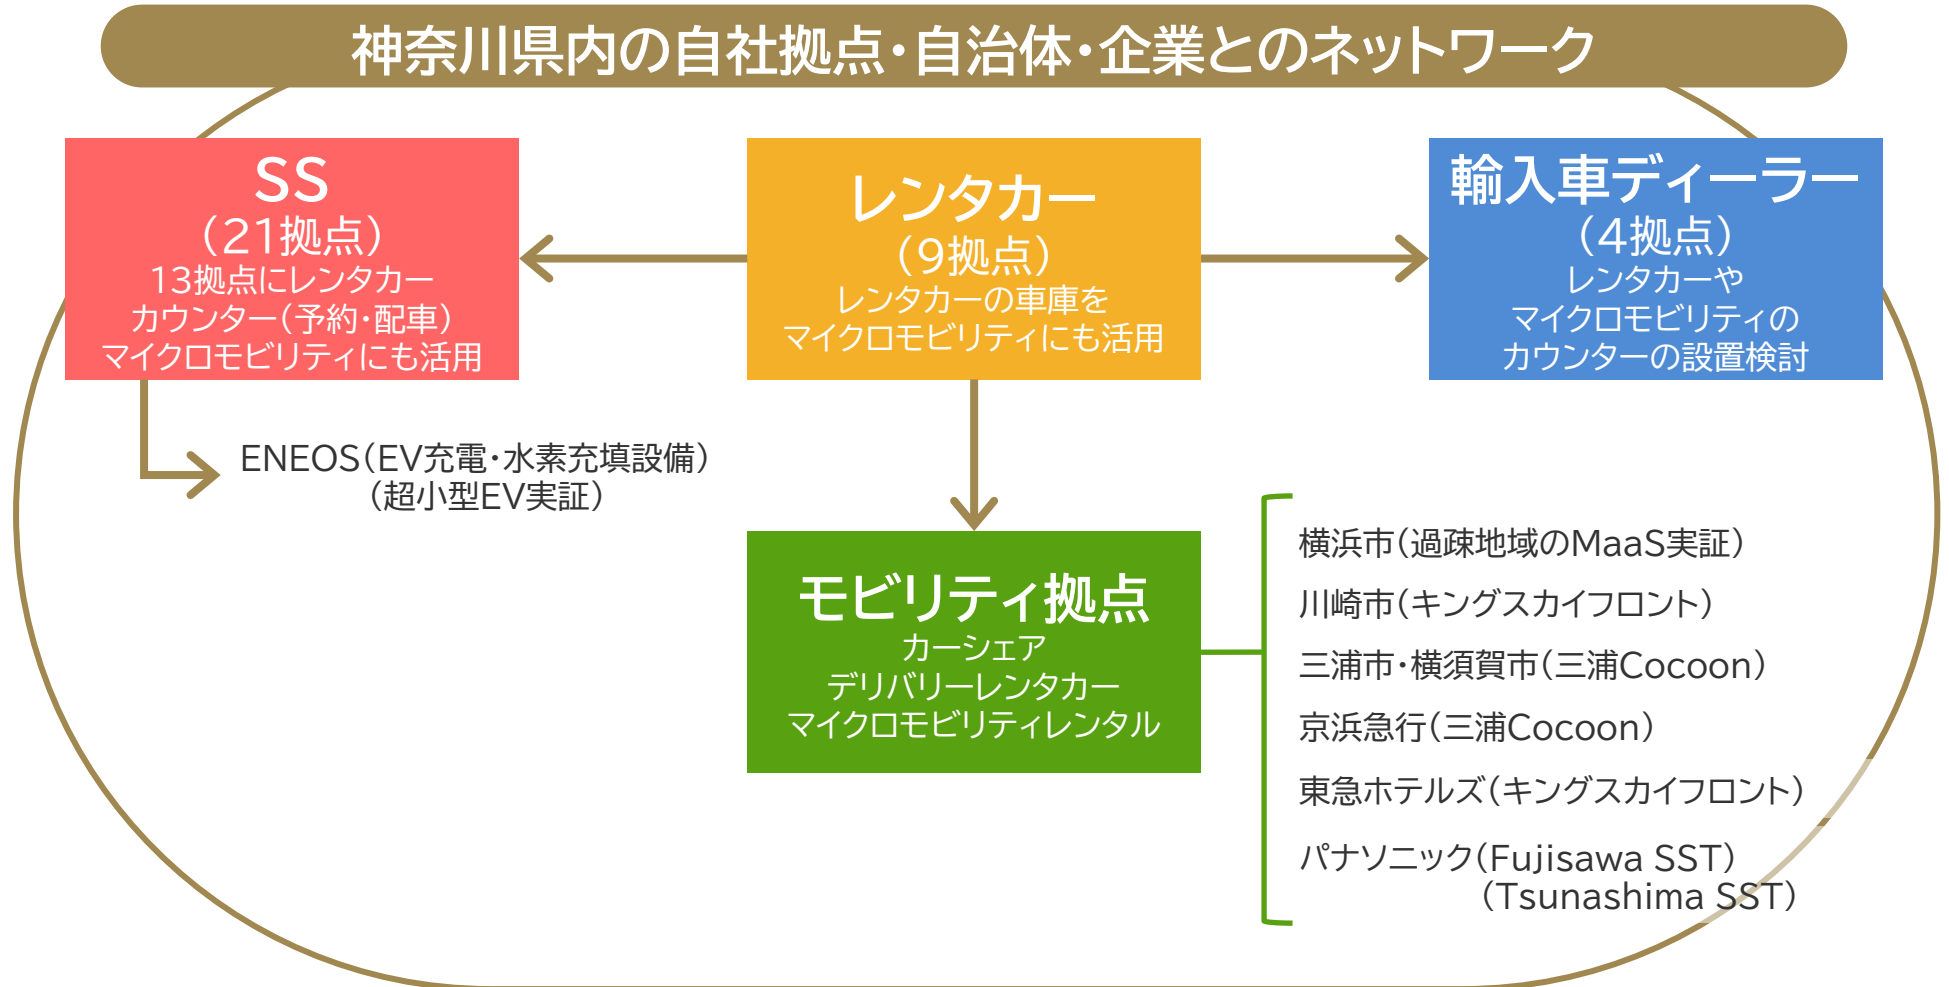 神奈川県内の自社拠点・自治体・企業とのネットワーク
SS
（21拠点）
13拠点にレンタカー
カウンター（予約・配車）
マイクロモビリティにも活用
レンタカー
（9拠点）
レンタカーの車庫を
マイクロモビリティにも活用
輸入車ディーラー
（4拠点）
レンタカーや
マイクロモビリティの
カウンターの設置検討
ENEOS（EV充電・水素充填設備）
（超小型EV実証）
モビリティ拠点
カーシェア
デリバリーレンタカー
マイクロモビリティレンタル
横浜市（過疎地域のMaaS実証）
川崎市（キングスカイフロント）
三浦市・横須賀市（三浦Cocoon）
京浜急行（三浦Cocoon）
東急ホテルズ（キングスカイフロント）
パナソニック（Fujisawa SST）
（Tsunashima SST）